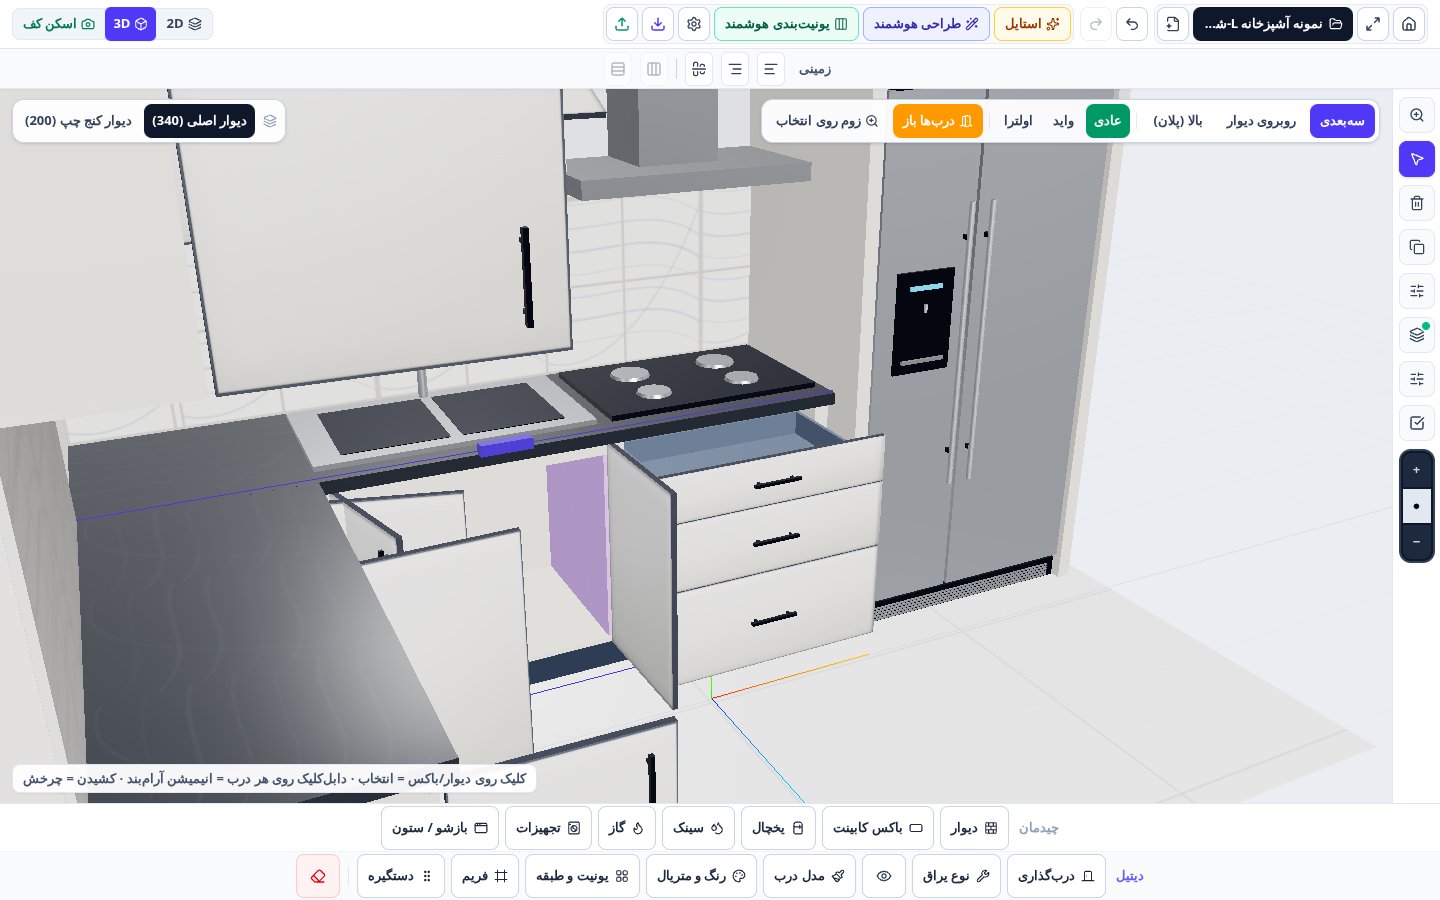 نمونه آشپزخانه L-ش...
استایل
طراحی هوشمند
یونیت‌بندی هوشمند
2D
3D
اسکن کف
زمینی
سه‌بعدی
روبروی دیوار
بالا (پلان)
عادی
واید
اولترا
درب‌ها باز
زوم روی انتخاب
دیوار اصلی (340)
دیوار کنج چپ (200)
+
−
کلیک روی دیوار/باکس = انتخاب · دابل‌کلیک روی هر درب = انیمیشن آرام‌بند · کشیدن = چرخش
چیدمان
دیوار
باکس کابینت
یخچال
سینک
گاز
تجهیزات
بازشو / ستون
دیتیل
درب‌گذاری
نوع یراق
مدل درب
رنگ و متریال
یونیت و طبقه
فریم
دستگیره